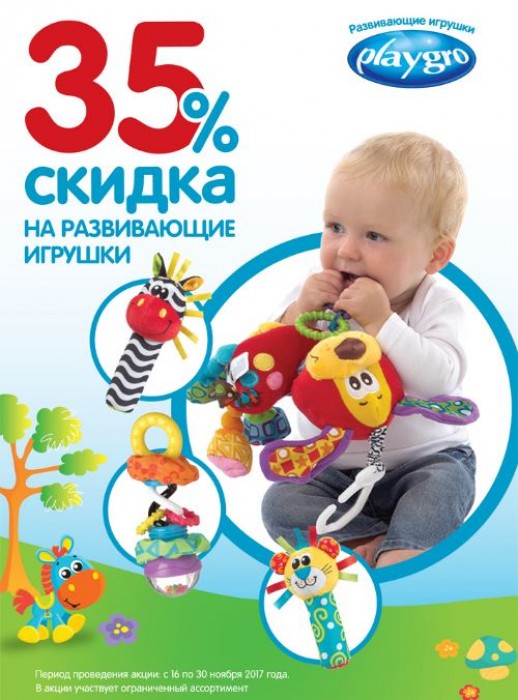 Развивающие игрушки
playgro
35%
скидка
НА РАЗВИВАЮЩИЕ
ИГРУШКИ
Период проведения акции: с 16 по 30 ноября 2017 года.
В акции участвует ограниченный ассортимент